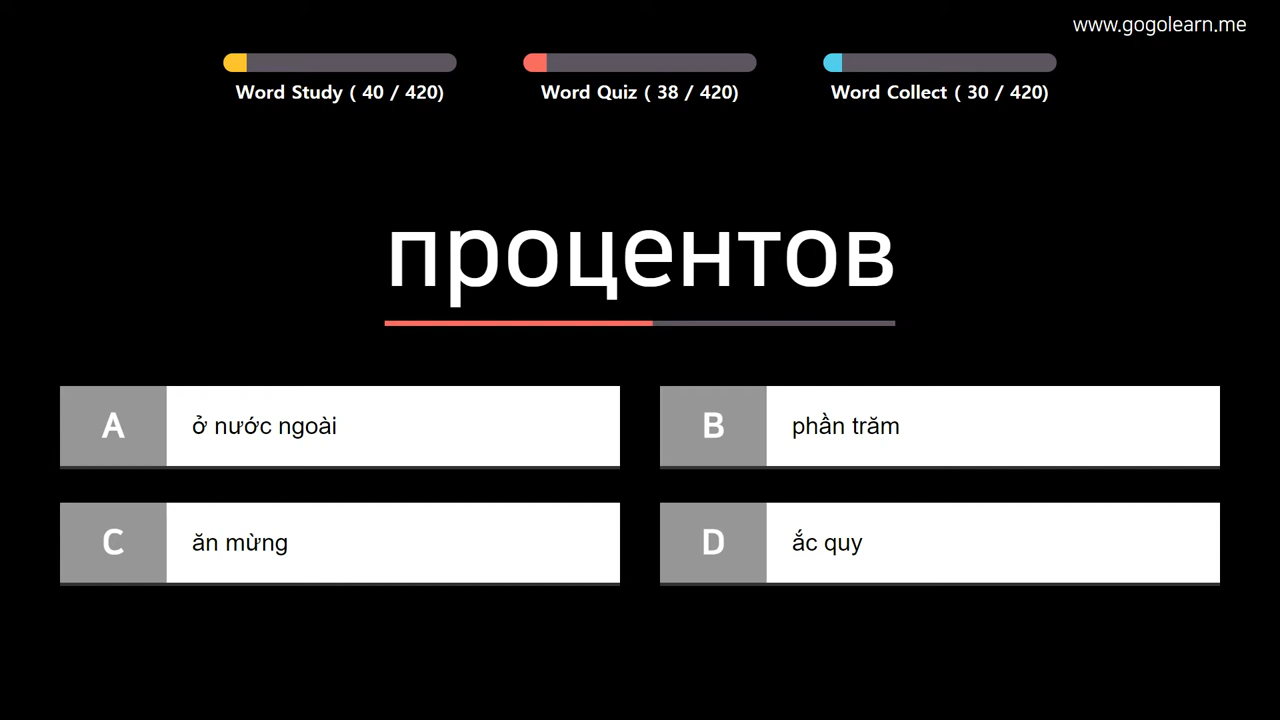 www.gogolearn.me
Word Study ( 40 / 420)
Word Quiz ( 38 / 420)
Word Collect ( 30 / 420)
процентов
A
ở nước ngoài
B
phần trăm
C
ăn mừng
D
ắc quy